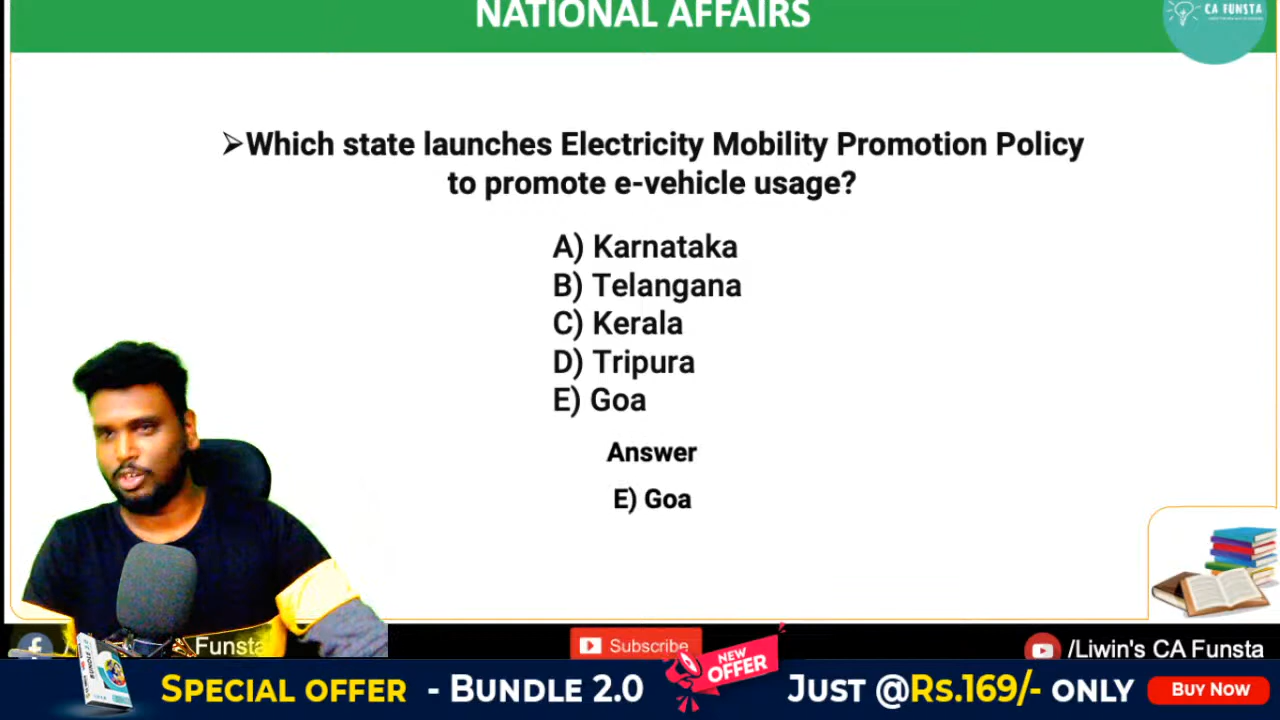 NATIONAL AFFAIRS
CA FUNSTA
➢Which state launches Electricity Mobility Promotion Policy
to promote e-vehicle usage?
A) Karnataka
B) Telangana
C) Kerala
D) Tripura
E) Goa
Answer
E) Goa
Funsta
Subscribe
/Liwin's CA Funsta
SPECIAL OFFER - BUNDLE 2.0
NEW
OFFER
JUST @Rs.169/- ONLY
Buy Now